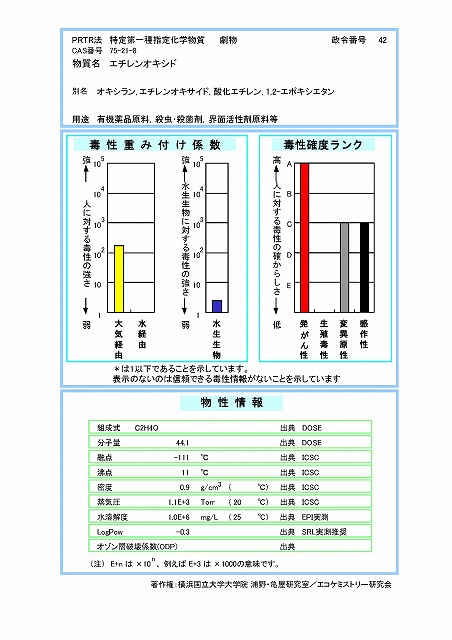 PRTR法 特定第一種指定化学物質 劇物 政令番号 42
CAS番号 75-21-8
物質名 エチレンオキシド
別名 オキシラン,エチレンオキサイド,酸化エチレン,1,2-エポキシエタン
用途 有機薬品原料,殺虫・殺菌剤,界面活性剤原料等
毒性重み付け係数
強 人に対する毒性の強さ 弱
10^5
10^4
10^3
10^2
10
1
大気経由 水経由
強 水生生物に対する毒性の強さ 弱
10^5
10^4
10^3
10^2
10
1
水生生物
毒性確度ランク
高 人に対する毒性の確からしさ 低
A
B
C
D
E
発がん性 生殖毒性 変異原性 感作性
*は1以下であることを示しています。
表示のないのは信頼できる毒性情報がないことを示しています
物性情報
組成式 C2H4O 出典 DOSE
分子量 44.1 出典 DOSE
融点 -111 ℃ 出典 ICSC
沸点 11 ℃ 出典 ICSC
密度 0.9 g/cm3 ( ℃) 出典 ICSC
蒸気圧 1.1E+3 Torr (20 ℃) 出典 ICSC
水溶解度 1.0E+6 mg/L (25 ℃) 出典 EPI実測
LogPow -0.3 出典 SRL実測推奨
オゾン層破壊係数(ODP) 出典
(注) E+n は ×10^n、例えば E+3 は ×1000の意味です。
著作権:横浜国立大学大学院 浦野・亀屋研究室/エコケミストリー研究会